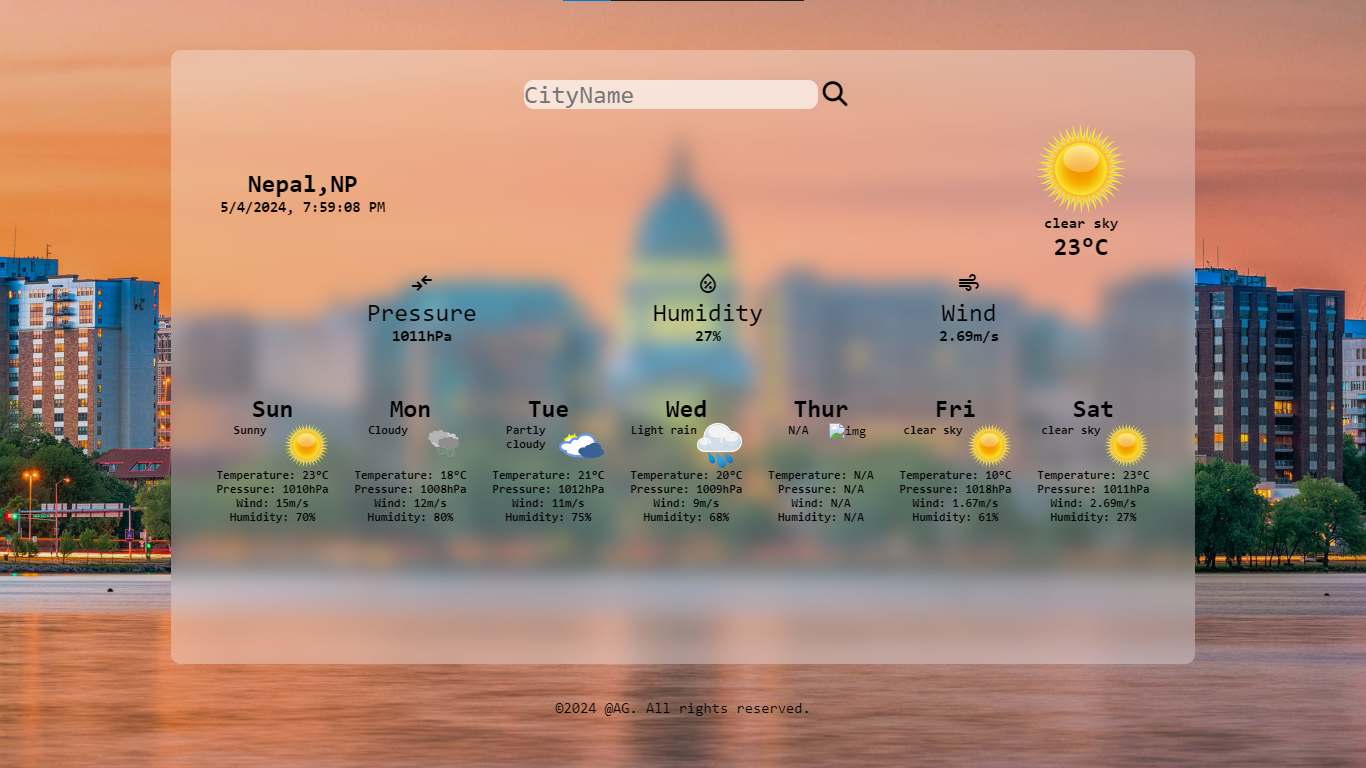 CityName
Nepal,NP
5/4/2024, 7:59:08 PM
clear sky
23°C
Pressure
1011hPa
Humidity
27%
Wind
2.69m/s
Sun
Sunny
Temperature: 23°C
Pressure: 1010hPa
Wind: 15m/s
Humidity: 70%
Mon
Cloudy
Temperature: 18°C
Pressure: 1008hPa
Wind: 12m/s
Humidity: 80%
Tue
Partly
cloudy
Temperature: 21°C
Pressure: 1012hPa
Wind: 11m/s
Humidity: 75%
Wed
Light rain
Temperature: 20°C
Pressure: 1009hPa
Wind: 9m/s
Humidity: 68%
Thur
N/A img
Temperature: N/A
Pressure: N/A
Wind: N/A
Humidity: N/A
Fri
clear sky
Temperature: 10°C
Pressure: 1018hPa
Wind: 1.67m/s
Humidity: 61%
Sat
clear sky
Temperature: 23°C
Pressure: 1011hPa
Wind: 2.69m/s
Humidity: 27%
©2024 @AG. All rights reserved.